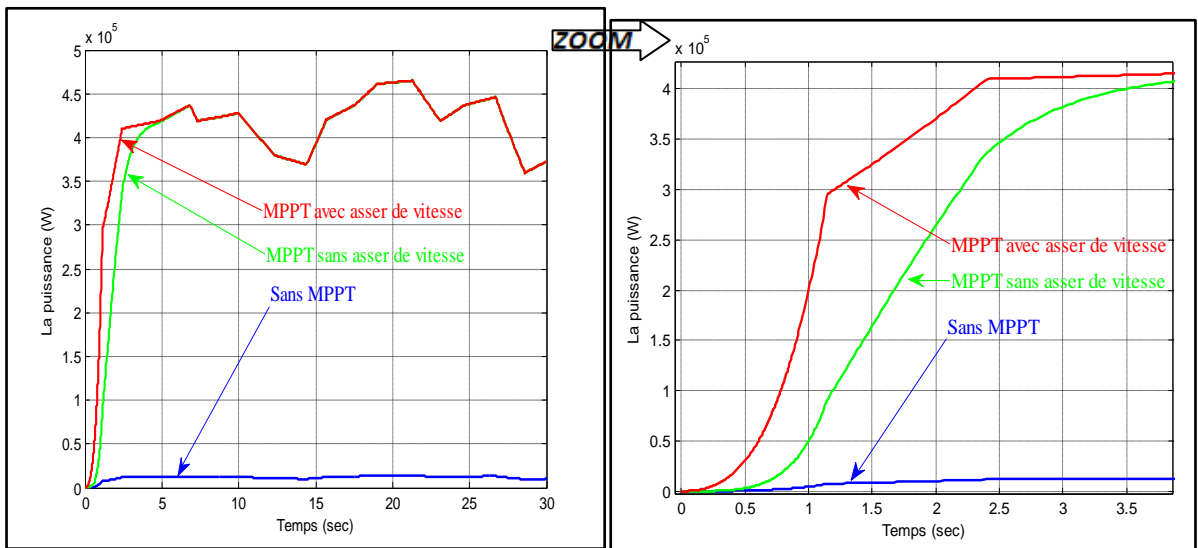 x 10^5
5
4.5
4
3.5
3
2.5
2
1.5
1
0.5
0
La puissance (W)
MPPT avec asser de vitesse
MPPT sans asser de vitesse
Sans MPPT
0 5 10 15 20 25 30
Temps (sec)
ZOOM
x 10^5
4
3.5
3
2.5
2
1.5
1
0.5
0
La puissance (W)
MPPT avec asser de vitesse
MPPT sans asser de vitesse
Sans MPPT
0 0.5 1 1.5 2 2.5 3 3.5
Temps (sec)